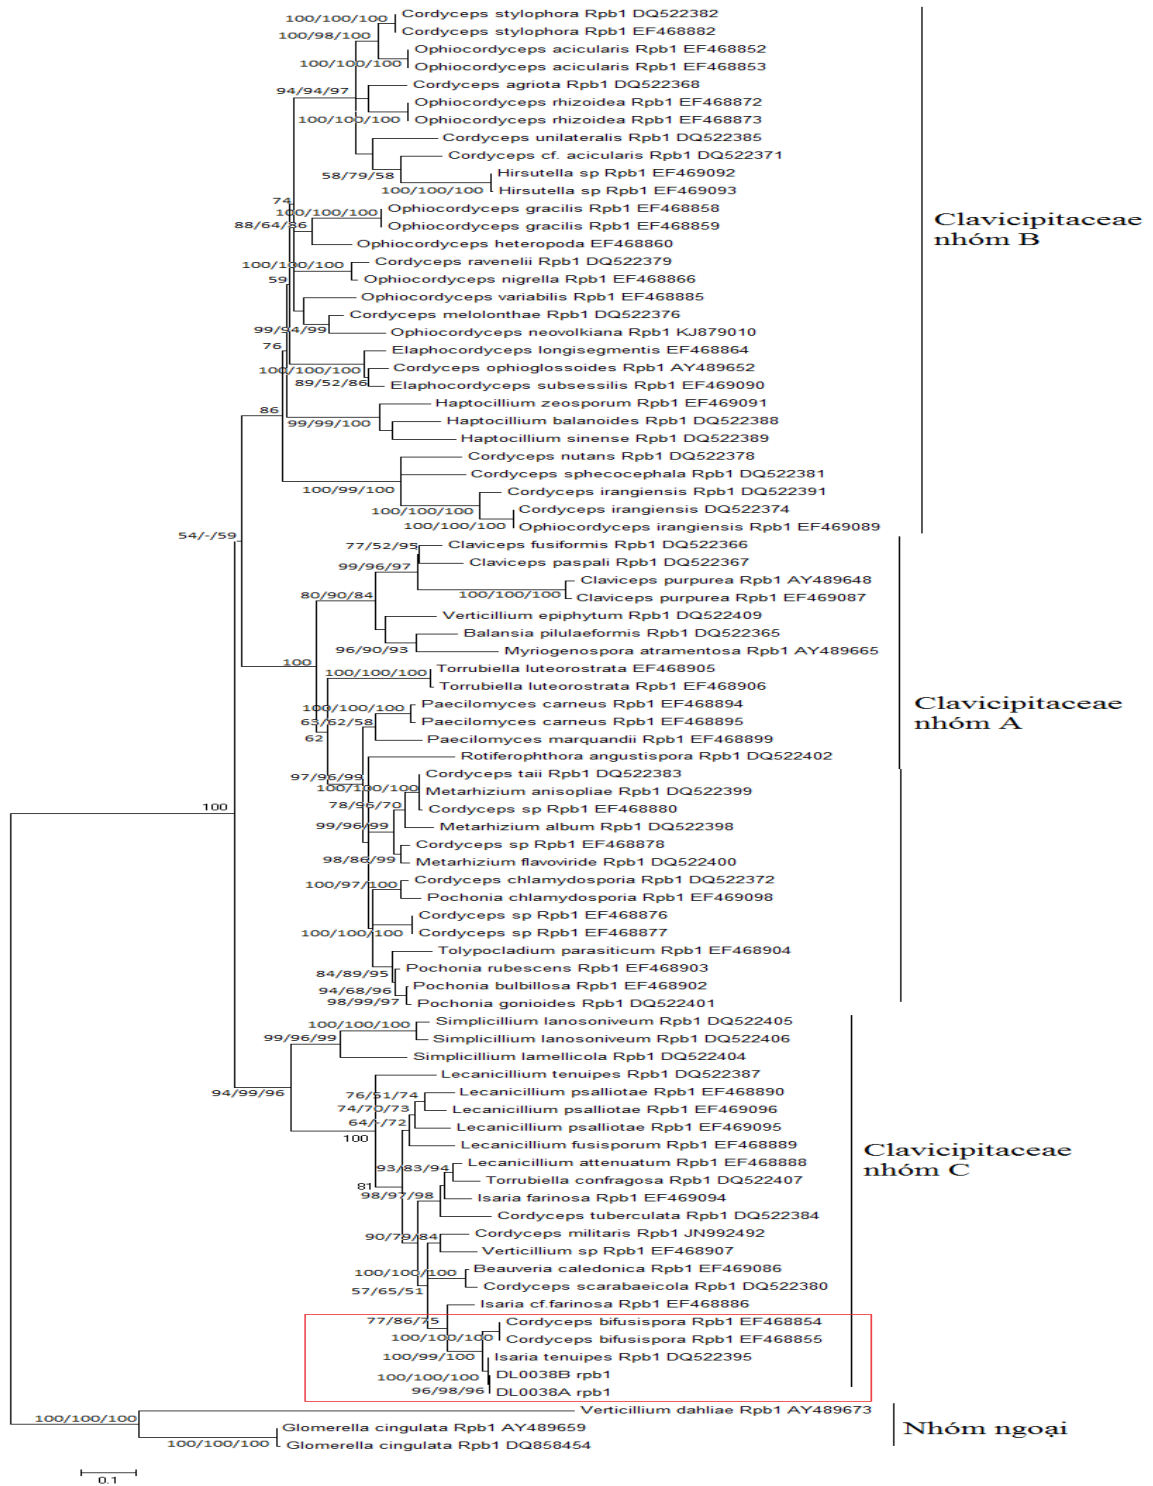 100/100/100
Cordyceps stylophora Rpb1 DQ522382
100/98/100
Cordyceps stylophora Rpb1 EF468882
Ophiocordyceps acicularis Rpb1 EF468852
100/100/100
Ophiocordyceps acicularis Rpb1 EF468853
94/94/97
Cordyceps agriota Rpb1 DQ522368
Ophiocordyceps rhizoidea Rpb1 EF468872
100/100/100
Ophiocordyceps rhizoidea Rpb1 EF468873
Cordyceps unilateralis Rpb1 DQ522385
Cordyceps cf. acicularis Rpb1 DQ522371
58/79/58
Hirsutella sp Rpb1 EF469092
100/100/100
Hirsutella sp Rpb1 EF469093
74
100/100/100
Ophiocordyceps gracilis Rpb1 EF468858
88/64/86
Ophiocordyceps gracilis Rpb1 EF468859
Clavicipitaceae
nhóm B
Ophiocordyceps heteropoda EF468860
100/100/100
Cordyceps ravenelii Rpb1 DQ522379
59
Ophiocordyceps nigrella Rpb1 EF468866
Ophiocordyceps variabilis Rpb1 EF468885
Cordyceps melolonthae Rpb1 DQ522376
99/94/99
Ophiocordyceps neovolkiana Rpb1 KJ879010
76
Elaphocordyceps longisegmentis EF468864
100/100/100
Cordyceps ophioglossoides Rpb1 AY489652
89/52/86
Elaphocordyceps subsessilis Rpb1 EF469090
86
Haptocillium zeosporum Rpb1 EF469091
99/99/100
Haptocillium balanoides Rpb1 DQ522388
Haptocillium sinense Rpb1 DQ522389
Cordyceps nutans Rpb1 DQ522378
Cordyceps sphecocephala Rpb1 DQ522381
100/99/100
Cordyceps irangiensis Rpb1 DQ522391
100/100/100
Cordyceps irangiensis DQ522374
100/100/100
Ophiocordyceps irangiensis Rpb1 EF469089
54/-/59
77/52/95
Claviceps fusiformis Rpb1 DQ522366
99/96/97
Claviceps paspali Rpb1 DQ522367
Claviceps purpurea Rpb1 AY489648
80/90/84
100/100/100
Claviceps purpurea Rpb1 EF469087
Verticillium epiphytum Rpb1 DQ522409
Balansia pilulaeformis Rpb1 DQ522365
96/90/93
Myriogenospora atramentosa Rpb1 AY489665
100
100/100/100
Torrubiella luteorostrata EF468905
Torrubiella luteorostrata Rpb1 EF468906
100/100/100
Paecilomyces carneus Rpb1 EF468894
63/62/58
Paecilomyces carneus Rpb1 EF468895
Clavicipitaceae
nhóm A
62
Paecilomyces marquandii Rpb1 EF468899
Rotiferophthora angustispora Rpb1 DQ522402
97/96/99
Cordyceps taii Rpb1 DQ522383
100/100/100
Metarhizium anisopliae Rpb1 DQ522399
78/96/70
Cordyceps sp Rpb1 EF468880
100
99/96/99
Metarhizium album Rpb1 DQ522398
Cordyceps sp Rpb1 EF468878
98/86/99
Metarhizium flavoviride Rpb1 DQ522400
100/97/100
Cordyceps chlamydosporia Rpb1 DQ522372
Pochonia chlamydosporia Rpb1 EF469098
Cordyceps sp Rpb1 EF468876
100/100/100
Cordyceps sp Rpb1 EF468877
Tolypocladium parasiticum Rpb1 EF468904
84/89/95
Pochonia rubescens Rpb1 EF468903
94/68/96
Pochonia bulbillosa Rpb1 EF468902
98/99/97
Pochonia gonioides Rpb1 DQ522401
100/100/100
Simplicillium lanosoniveum Rpb1 DQ522405
99/96/99
Simplicillium lanosoniveum Rpb1 DQ522406
Simplicillium lamellicola Rpb1 DQ522404
94/99/96
Lecanicillium tenuipes Rpb1 DQ522387
76/51/74
Lecanicillium psalliotae Rpb1 EF468890
74/70/73
Lecanicillium psalliotae Rpb1 EF469096
64/-/72
Lecanicillium psalliotae Rpb1 EF469095
100
Lecanicillium fusisporum Rpb1 EF468889
Clavicipitaceae
nhóm C
93/83/94
Lecanicillium attenuatum Rpb1 EF468888
81
Torrubiella confragosa Rpb1 DQ522407
98/97/98
Isaria farinosa Rpb1 EF469094
Cordyceps tuberculata Rpb1 DQ522384
90/79/84
Cordyceps militaris Rpb1 JN992492
Verticillium sp Rpb1 EF468907
100/100/100
Beauveria caledonica Rpb1 EF469086
57/65/51
Cordyceps scarabaeicola Rpb1 DQ522380
Isaria cf.farinosa Rpb1 EF468886
77/86/75
Cordyceps bifusispora Rpb1 EF468854
100/100/100
Cordyceps bifusispora Rpb1 EF468855
100/99/100
Isaria tenuipes Rpb1 DQ522395
100/100/100
DL0038B rpb1
96/98/96
DL0038A rpb1
Verticillium dahliae Rpb1 AY489673
100/100/100
Glomerella cingulata Rpb1 AY489659
Nhóm ngoại
100/100/100
Glomerella cingulata Rpb1 DQ858454
0.1